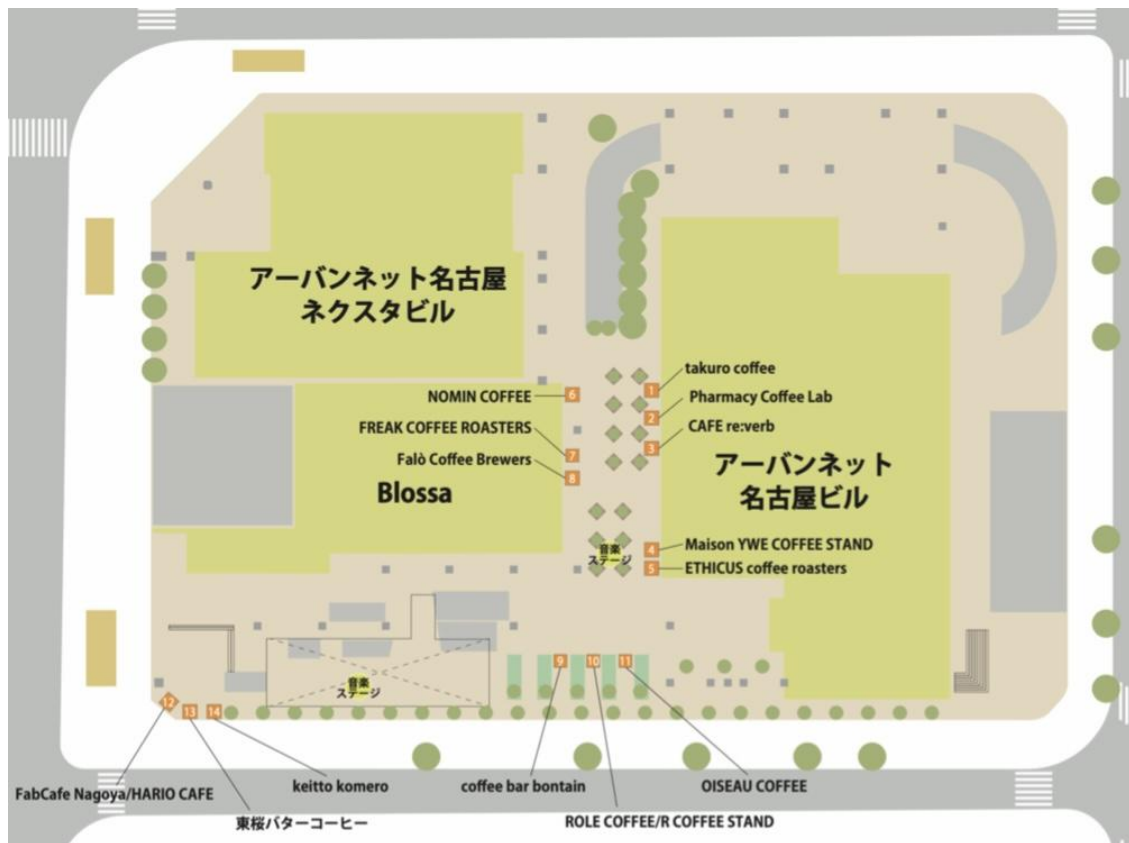 アーバンネット名古屋
ネクスタビル
1
takuro coffee
6
NOMIN COFFEE
2
Pharmacy Coffee Lab
FREAK COFFEE ROASTERS
7
3
CAFE re:verb
Falò Coffee Brewers
8
アーバンネット
名古屋ビル
Blossa
音楽
ステージ
4
Maison YWE COFFEE STAND
5
ETHICUS coffee roasters
9
10
11
音楽
ステージ
12
13
14
FabCafe Nagoya/HARIO CAFE
keitto komero
coffee bar bontain
OISEAU COFFEE
東桜バターコーヒー
ROLE COFFEE/R COFFEE STAND